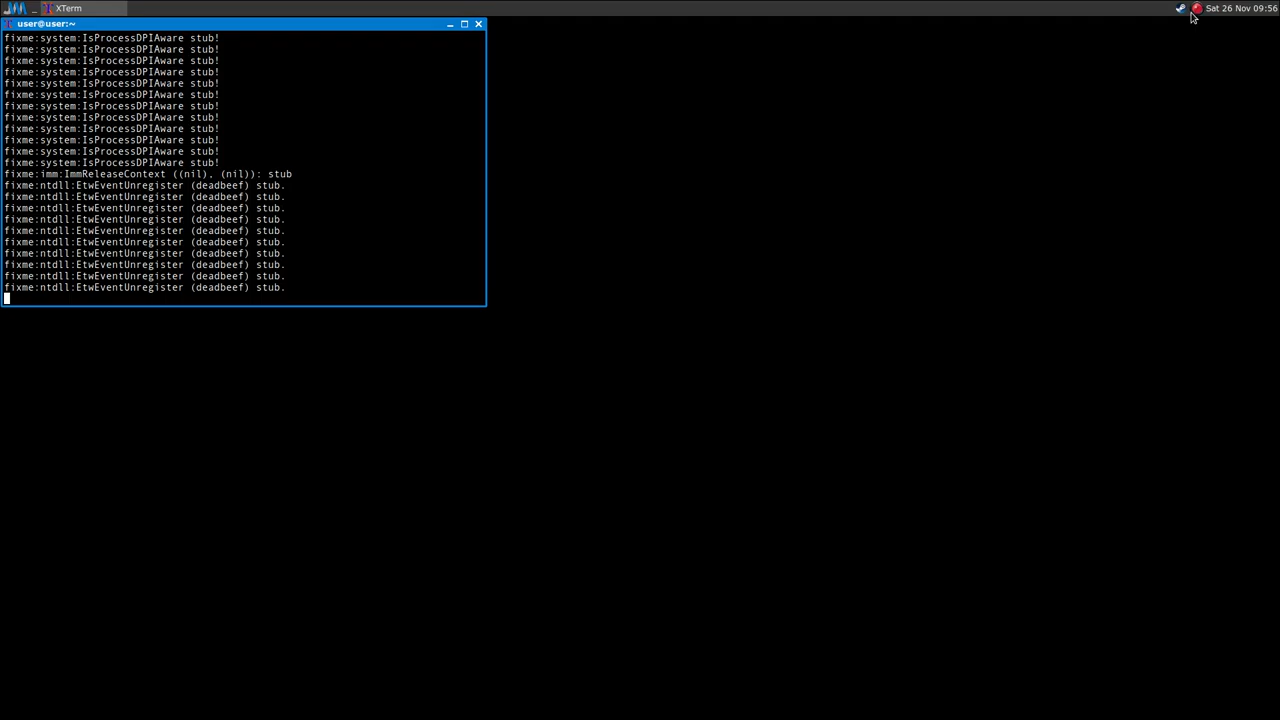 XTerm
Sat 26 Nov 09:56
user@user:~
fixme:system:IsProcessDPIAware stub!
fixme:system:IsProcessDPIAware stub!
fixme:system:IsProcessDPIAware stub!
fixme:system:IsProcessDPIAware stub!
fixme:system:IsProcessDPIAware stub!
fixme:system:IsProcessDPIAware stub!
fixme:system:IsProcessDPIAware stub!
fixme:system:IsProcessDPIAware stub!
fixme:system:IsProcessDPIAware stub!
fixme:system:IsProcessDPIAware stub!
fixme:system:IsProcessDPIAware stub!
fixme:system:IsProcessDPIAware stub!
fixme:imm:ImmReleaseContext ((nil), (nil)): stub
fixme:ntdll:EtwEventUnregister (deadbeef) stub.
fixme:ntdll:EtwEventUnregister (deadbeef) stub.
fixme:ntdll:EtwEventUnregister (deadbeef) stub.
fixme:ntdll:EtwEventUnregister (deadbeef) stub.
fixme:ntdll:EtwEventUnregister (deadbeef) stub.
fixme:ntdll:EtwEventUnregister (deadbeef) stub.
fixme:ntdll:EtwEventUnregister (deadbeef) stub.
fixme:ntdll:EtwEventUnregister (deadbeef) stub.
fixme:ntdll:EtwEventUnregister (deadbeef) stub.
fixme:ntdll:EtwEventUnregister (deadbeef) stub.